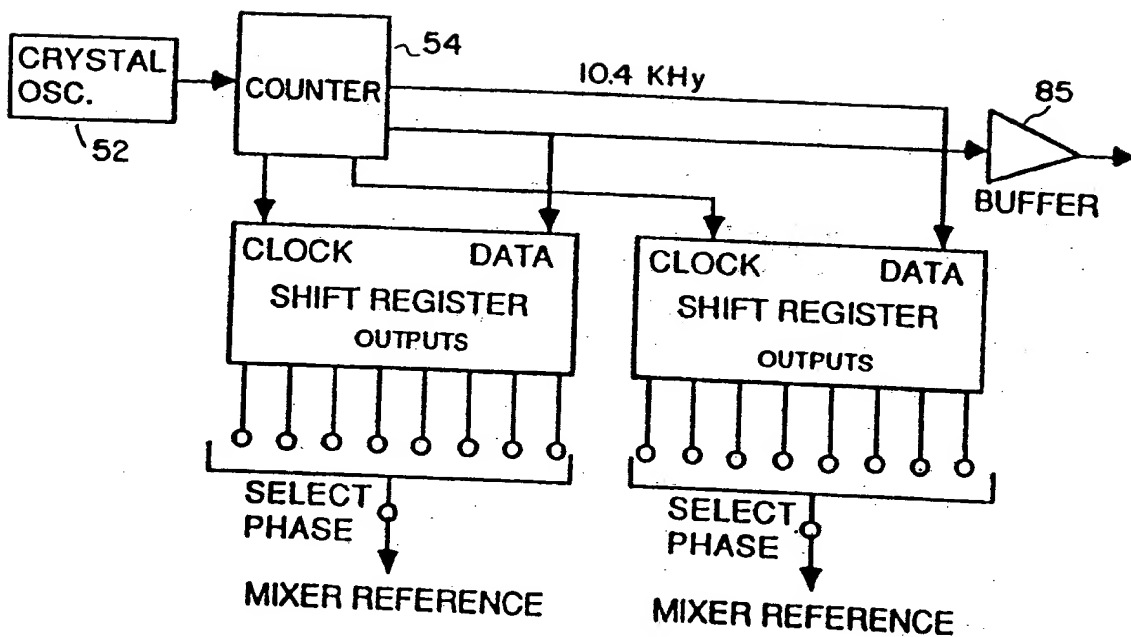 CRYSTAL
OSC.
52
COUNTER
54
10.4 KHy
85
BUFFER
CLOCK DATA
SHIFT REGISTER
OUTPUTS
CLOCK DATA
SHIFT REGISTER
OUTPUTS
SELECT
PHASE
MIXER REFERENCE
SELECT
PHASE
MIXER REFERENCE